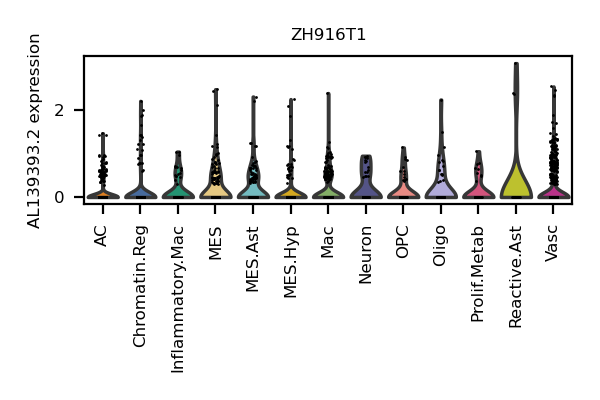 ZH916T1
AL139393.2 expression
2
0
AC
Chromatin.Reg
Inflammatory.Mac
MES
MES.Ast
MES.Hyp
Mac
Neuron
OPC
Oligo
Prolif.Metab
Reactive.Ast
Vasc